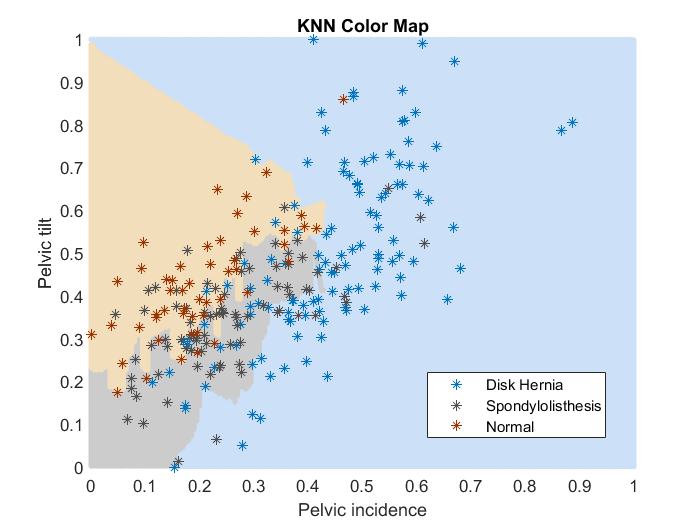 KNN Color Map
1
0.9
0.8
0.7
0.6
0.5
0.4
0.3
0.2
0.1
0
Pelvic tilt
Disk Hernia
Spondylolisthesis
Normal
0 0.1 0.2 0.3 0.4 0.5 0.6 0.7 0.8 0.9 1
Pelvic incidence